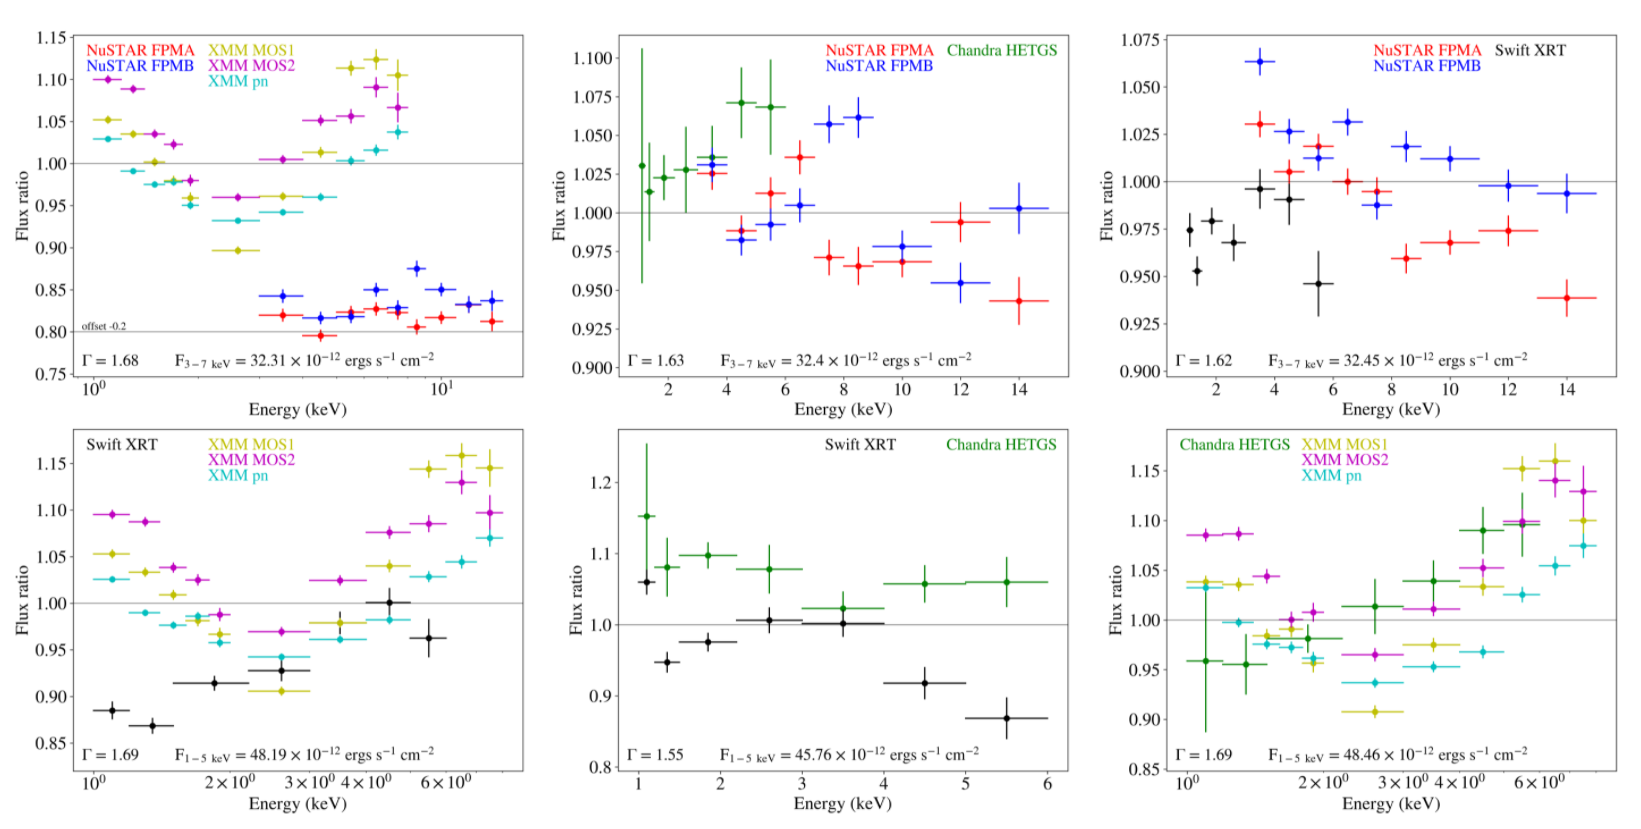 NuSTAR FPMA XMM MOS1
NuSTAR FPMB XMM MOS2
XMM pn
1.15
1.10
1.05
1.00
0.95
0.90
0.85
0.80
0.75
Flux ratio
offset -0.2
Γ = 1.68 F3−7 keV = 32.31 × 10−12 ergs s−1 cm−2
10⁰ 10¹
Energy (keV)
NuSTAR FPMA Chandra HETGS
NuSTAR FPMB
1.100
1.075
1.050
1.025
1.000
0.975
0.950
0.925
0.900
Flux ratio
Γ = 1.63 F3−7 keV = 32.4 × 10−12 ergs s−1 cm−2
2 4 6 8 10 12 14
Energy (keV)
NuSTAR FPMA Swift XRT
NuSTAR FPMB
1.075
1.050
1.025
1.000
0.975
0.950
0.925
0.900
Flux ratio
Γ = 1.62 F3−7 keV = 32.45 × 10−12 ergs s−1 cm−2
2 4 6 8 10 12 14
Energy (keV)
Swift XRT XMM MOS1
XMM MOS2
XMM pn
1.15
1.10
1.05
1.00
0.95
0.90
0.85
Flux ratio
Γ = 1.69 F1−5 keV = 48.19 × 10−12 ergs s−1 cm−2
10⁰ 2 × 10⁰ 3 × 10⁰ 4 × 10⁰ 6 × 10⁰
Energy (keV)
Swift XRT Chandra HETGS
1.2
1.1
1.0
0.9
0.8
Flux ratio
Γ = 1.55 F1−5 keV = 45.76 × 10−12 ergs s−1 cm−2
1 2 3 4 5 6
Energy (keV)
Chandra HETGS XMM MOS1
XMM MOS2
XMM pn
1.15
1.10
1.05
1.00
0.95
0.90
0.85
Flux ratio
Γ = 1.69 F1−5 keV = 48.46 × 10−12 ergs s−1 cm−2
10⁰ 2 × 10⁰ 3 × 10⁰ 4 × 10⁰ 6 × 10⁰
Energy (keV)